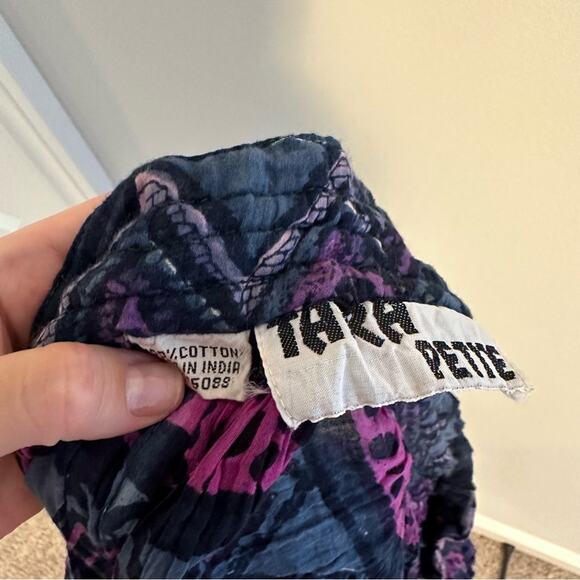 TARA
PETITE
%COTTON
IN INDIA
5088